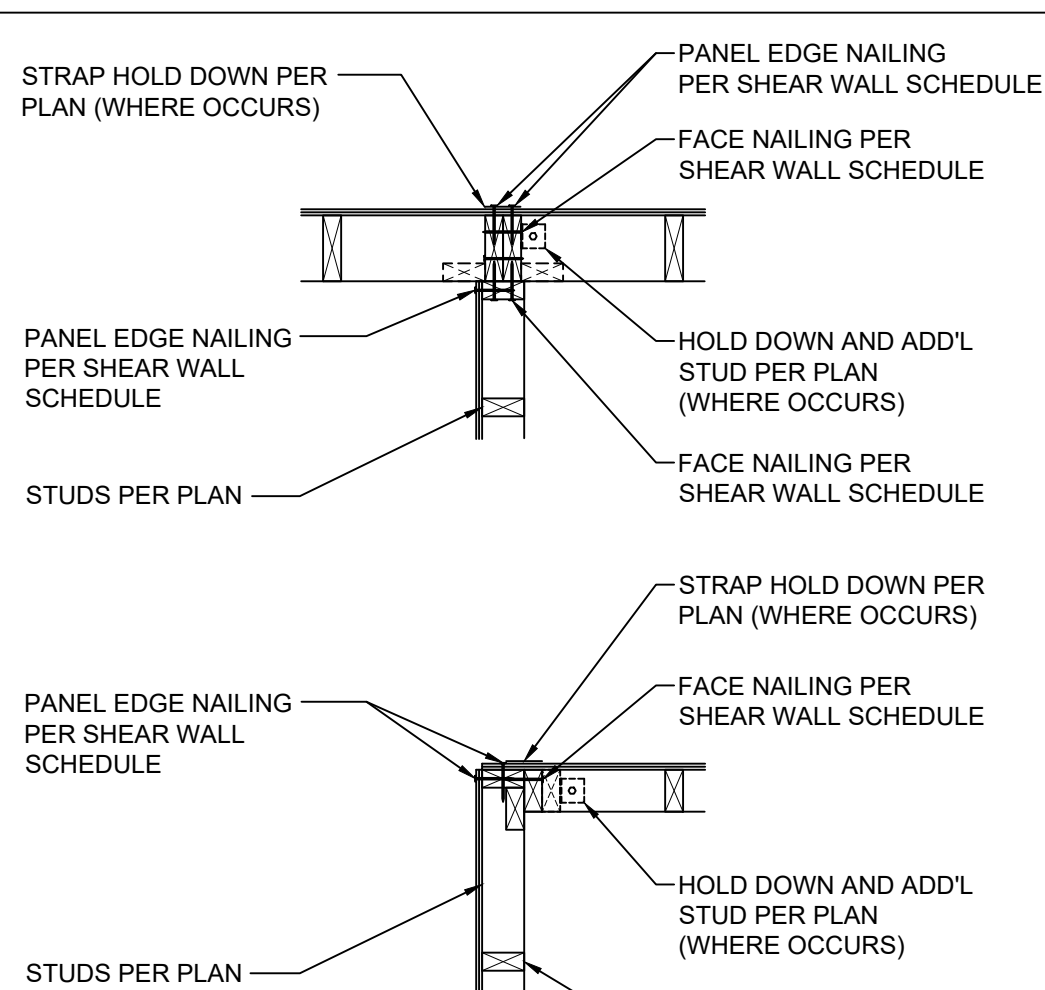 STRAP HOLD DOWN PER
PLAN (WHERE OCCURS)
PANEL EDGE NAILING
PER SHEAR WALL SCHEDULE
FACE NAILING PER
SHEAR WALL SCHEDULE
PANEL EDGE NAILING
PER SHEAR WALL
SCHEDULE
HOLD DOWN AND ADD'L
STUD PER PLAN
(WHERE OCCURS)
STUDS PER PLAN
FACE NAILING PER
SHEAR WALL SCHEDULE
STRAP HOLD DOWN PER
PLAN (WHERE OCCURS)
PANEL EDGE NAILING
PER SHEAR WALL
SCHEDULE
FACE NAILING PER
SHEAR WALL SCHEDULE
HOLD DOWN AND ADD'L
STUD PER PLAN
(WHERE OCCURS)
STUDS PER PLAN